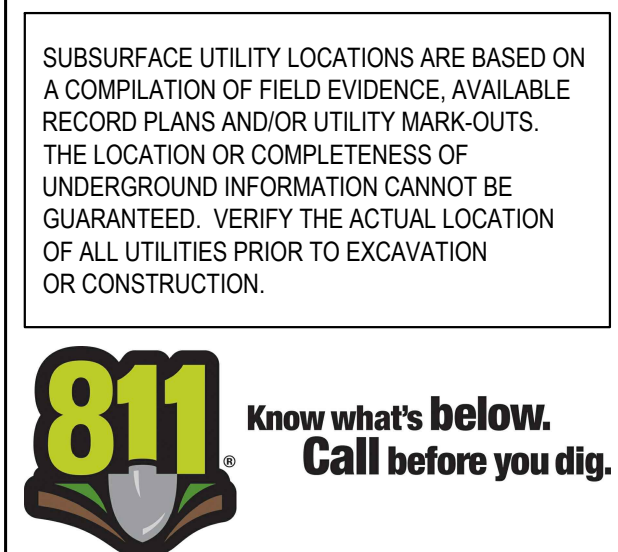 SUBSURFACE UTILITY LOCATIONS ARE BASED ON
A COMPILATION OF FIELD EVIDENCE, AVAILABLE
RECORD PLANS AND/OR UTILITY MARK-OUTS.
THE LOCATION OR COMPLETENESS OF
UNDERGROUND INFORMATION CANNOT BE
GUARANTEED. VERIFY THE ACTUAL LOCATION
OF ALL UTILITIES PRIOR TO EXCAVATION
OR CONSTRUCTION.
811®
Know what's below.
Call before you dig.